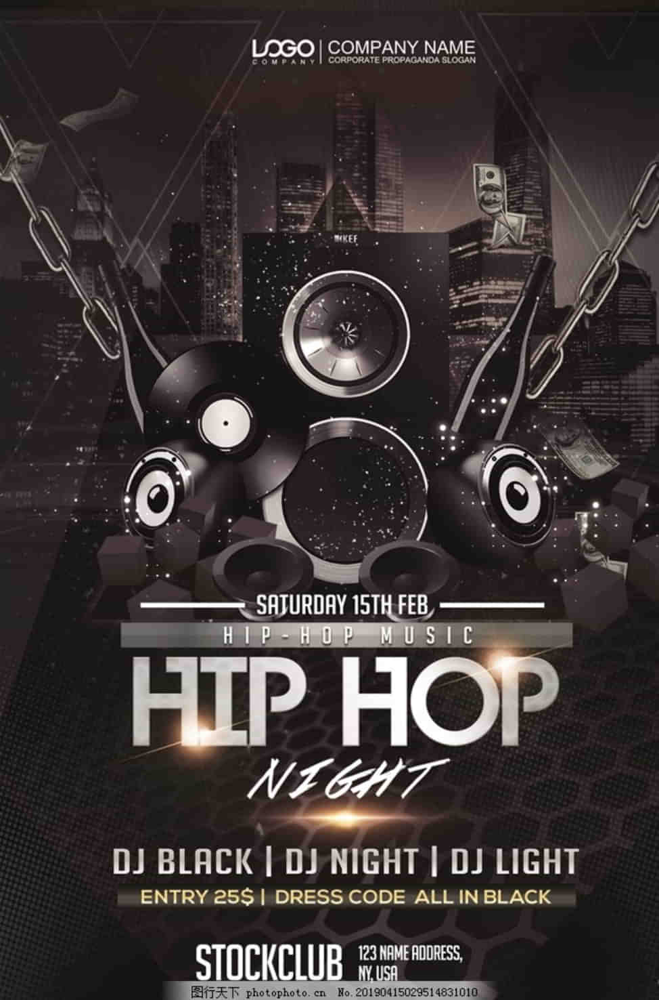 LOGO
COMPANY
COMPANY NAME
CORPORATE PROPAGANDA SLOGAN
SATURDAY 15TH FEB
HIP-HOP MUSIC
HIP HOP
NIGHT
DJ BLACK | DJ NIGHT | DJ LIGHT
ENTRY 25$ | DRESS CODE ALL IN BLACK
STOCKCLUB
123 NAME ADDRESS,
NY, USA
图行天下 photophoto.cn No.20190415029514831010